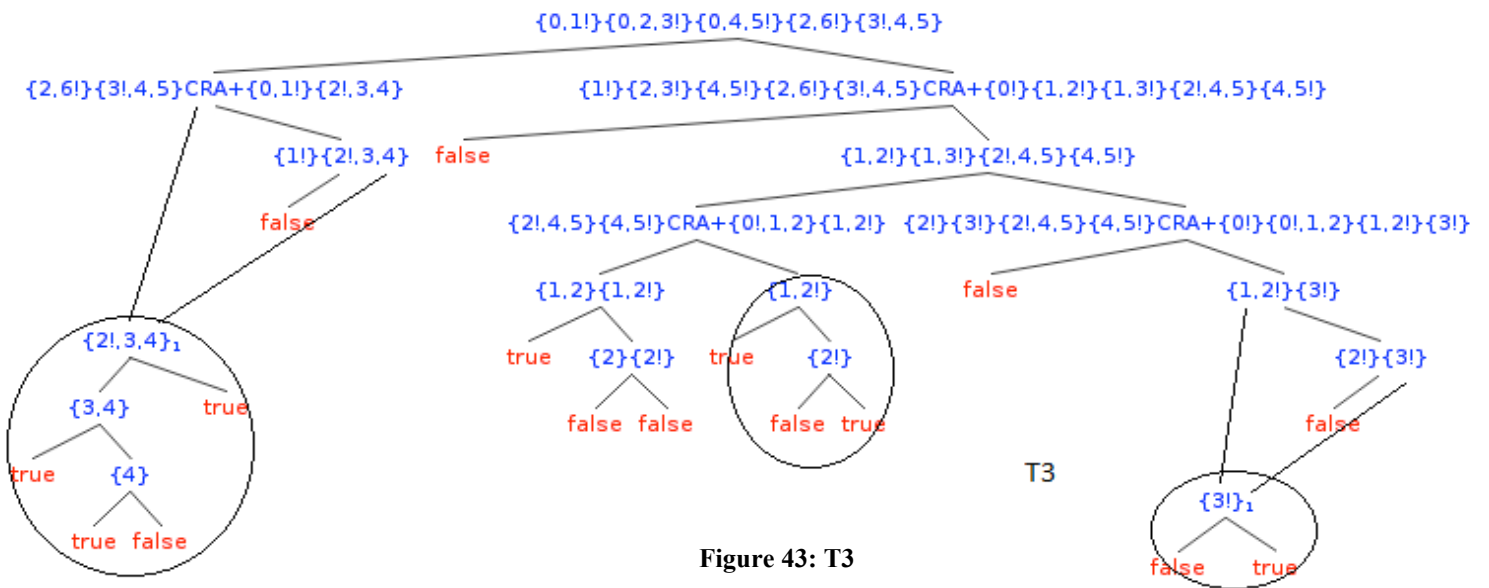 {0,1!}{0,2,3!}{0,4,5!}{2,6!}{3!,4,5}
{2,6!}{3!,4,5}CRA+{0,1!}{2!,3,4} {1!}{2,3!}{4,5!}{2,6!}{3!,4,5}CRA+{0!}{1,2!}{1,3!}{2!,4,5}{4,5!}
{1!}{2!,3,4} false {1,2!}{1,3!}{2!,4,5}{4,5!}
false {2!,4,5}{4,5!}CRA+{0!,1,2}{1,2!} {2!}{3!}{2!,4,5}{4,5!}CRA+{0!}{0!,1,2}{1,2!}{3!}
{1,2}{1,2!} {1,2!} false {1,2!}{3!}
{2!,3,4}₁ true {2}{2!} true {2!} {2!}{3!}
{3,4} true false false false true false
true {4} T3
{3!}₁
true false Figure 43: T3
false true